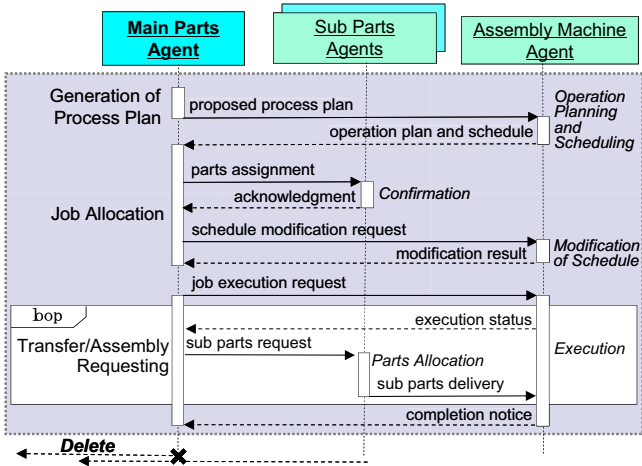 Main Parts
Agent
Sub Parts
Agents
Assembly Machine
Agent
Generation of
Process Plan
proposed process plan
Operation
Planning
and
Scheduling
operation plan and schedule
parts assignment
acknowledgment
Confirmation
Job Allocation
schedule modification request
modification result
Modification
of Schedule
job execution request
loop
execution status
Transfer/Assembly
Requesting
sub parts request
Parts Allocation
Execution
sub parts delivery
completion notice
Delete